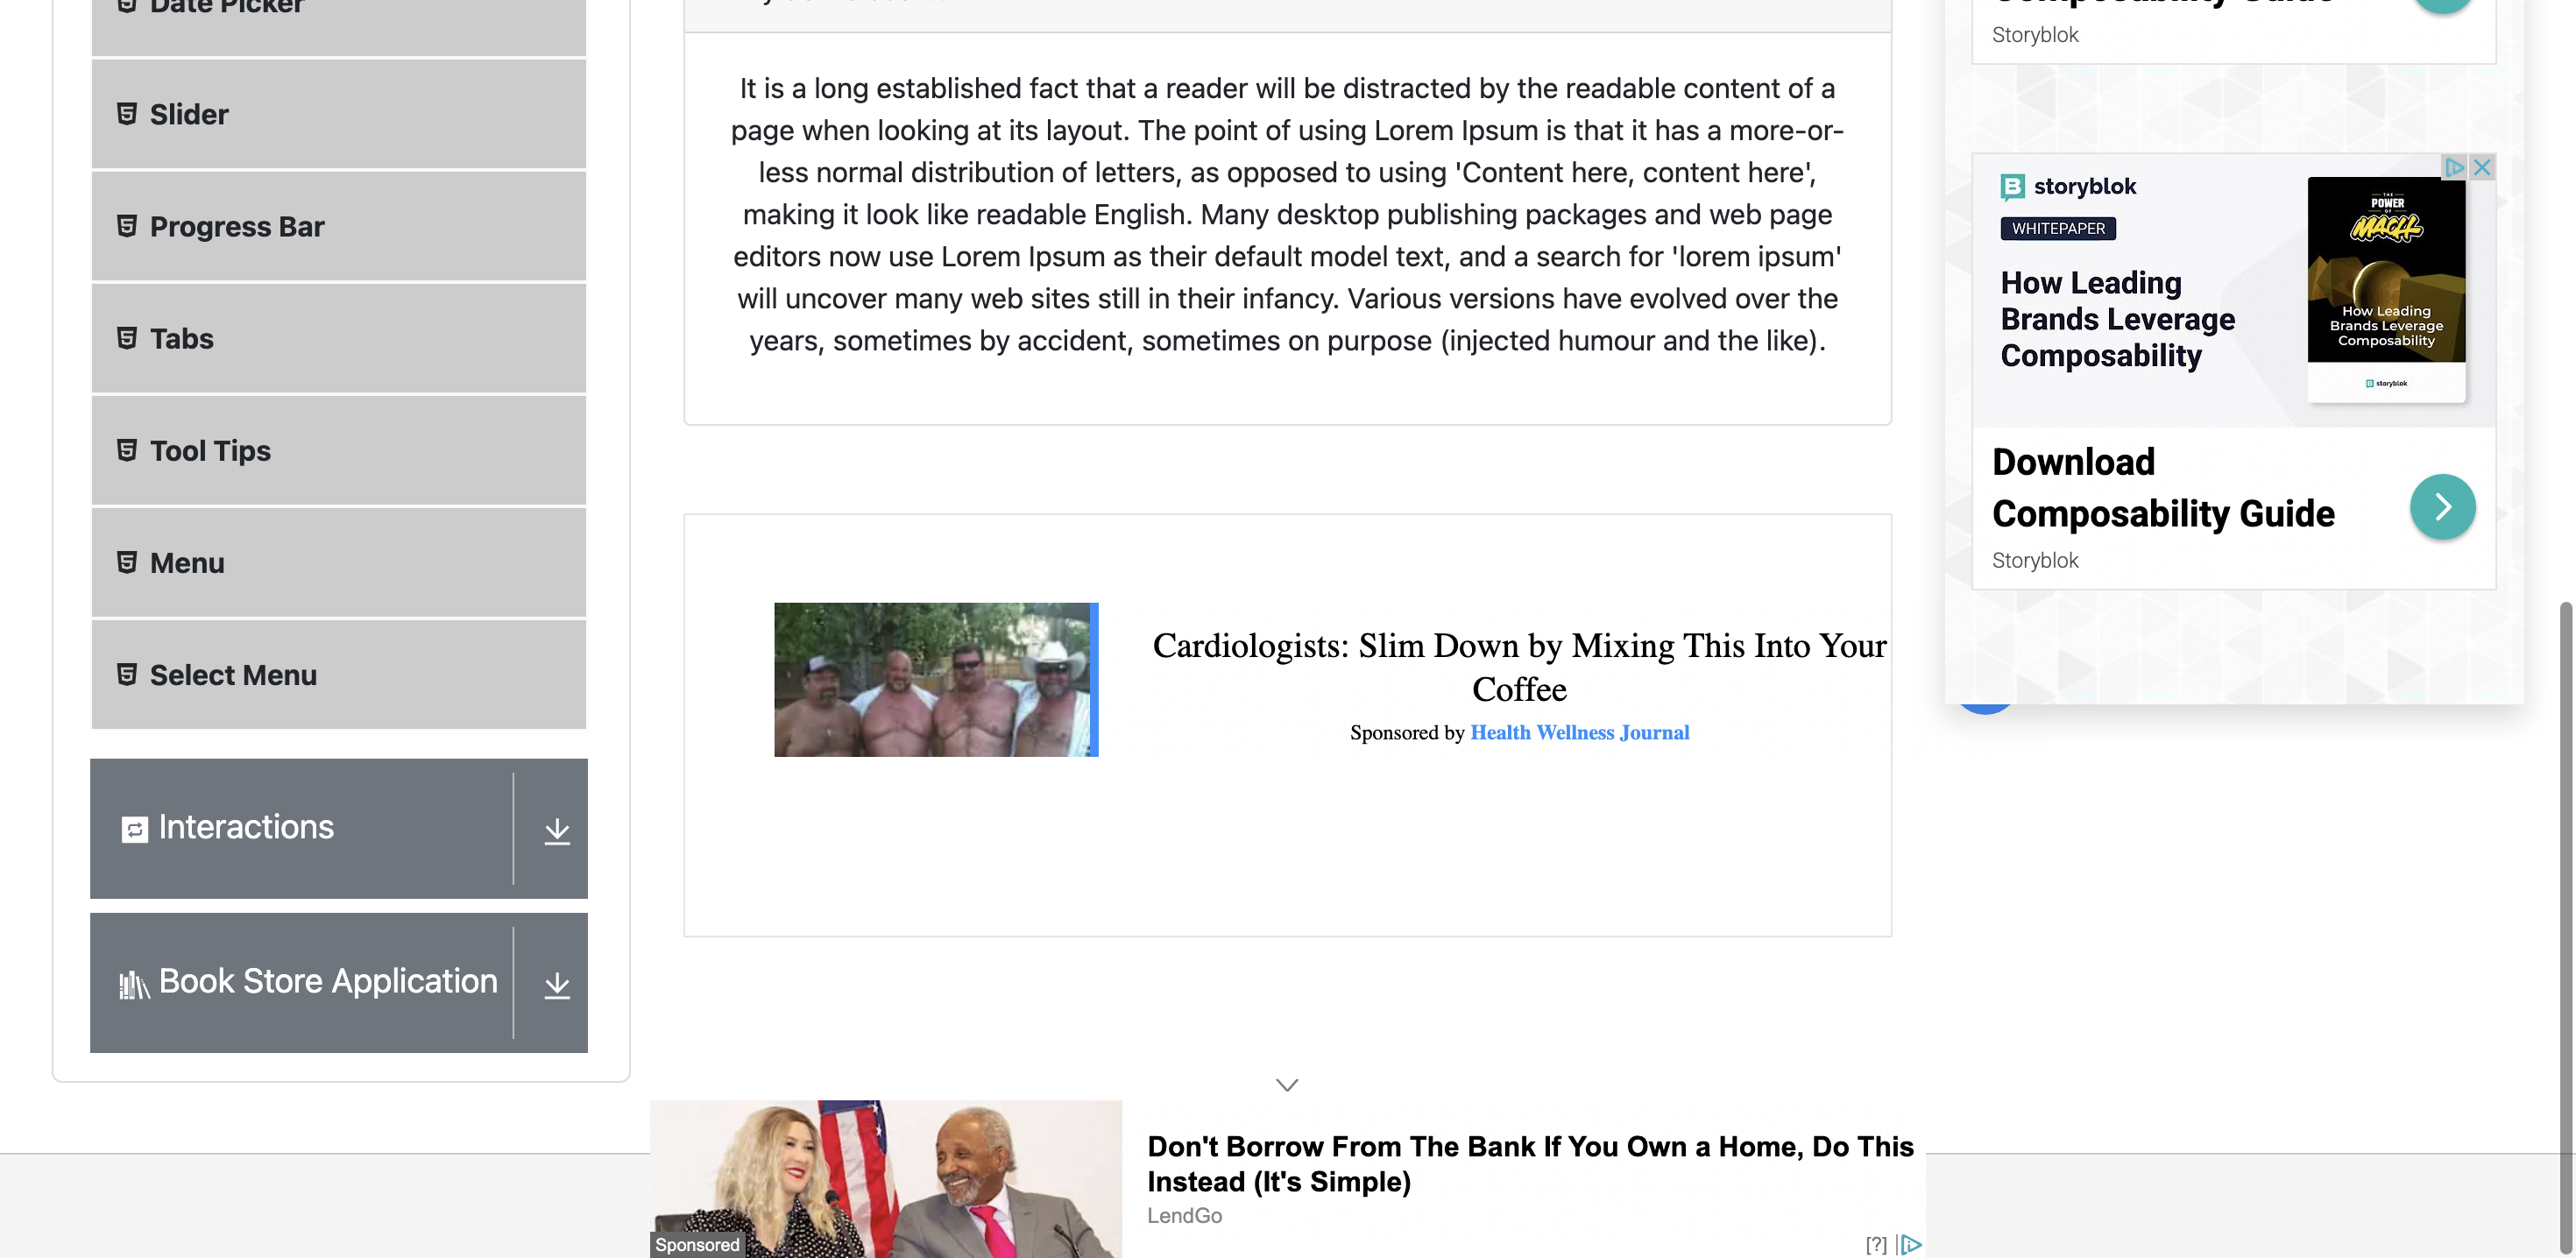 Date Picker
Slider
Progress Bar
Tabs
Tool Tips
Menu
Select Menu
Interactions
Book Store Application
It is a long established fact that a reader will be distracted by the readable content of a
page when looking at its layout. The point of using Lorem Ipsum is that it has a more-or-
less normal distribution of letters, as opposed to using 'Content here, content here',
making it look like readable English. Many desktop publishing packages and web page
editors now use Lorem Ipsum as their default model text, and a search for 'lorem ipsum'
will uncover many web sites still in their infancy. Various versions have evolved over the
years, sometimes by accident, sometimes on purpose (injected humour and the like).
Cardiologists: Slim Down by Mixing This Into Your
Coffee
Sponsored by Health Wellness Journal
Don't Borrow From The Bank If You Own a Home, Do This
Instead (It's Simple)
LendGo
Sponsored
[?]
Composability Guide
Storyblok
storyblok
WHITEPAPER
How Leading
Brands Leverage
Composability
THE
POWER
OF
MACH
How Leading
Brands Leverage
Composability
storyblok
Download
Composability Guide
Storyblok